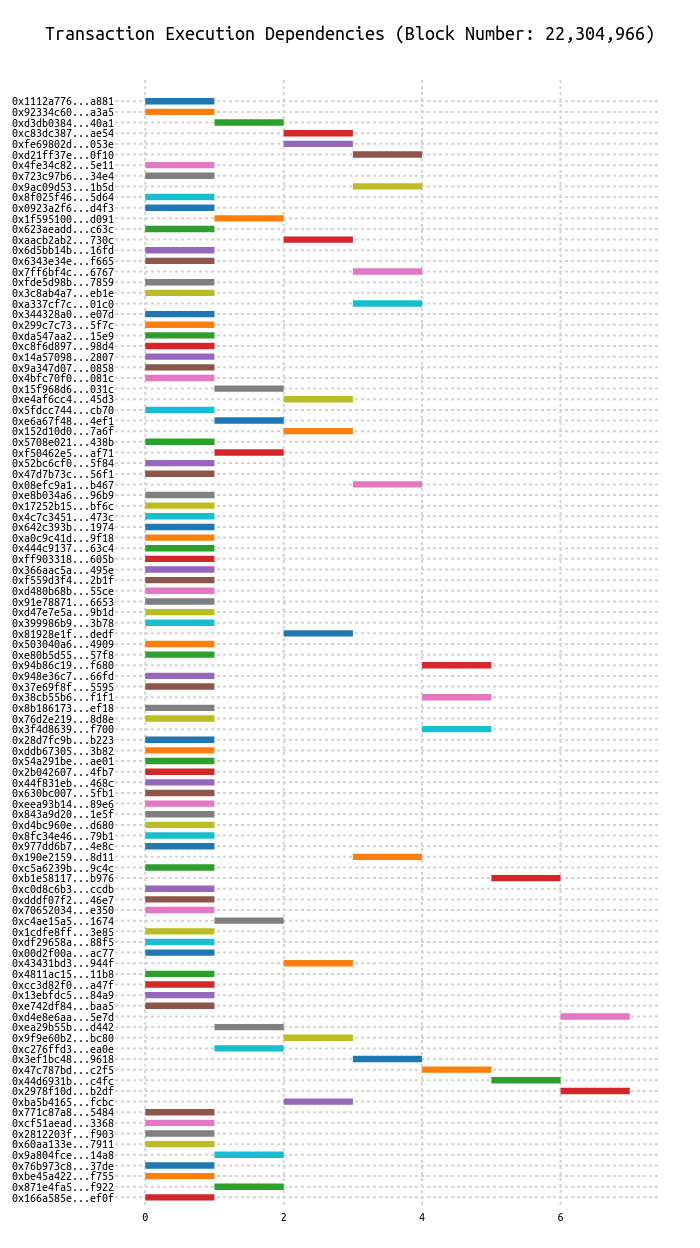 Transaction Execution Dependencies (Block Number: 22,304,966)
0x1112a776...a881
0x92334c60...a3a5
0xd3db0384...40a1
0xc83dc387...ae54
0xfe69802d...053e
0xd21ff37e...0f10
0x4fe34c82...5e11
0x723c97b6...34e4
0x9ac09d53...1b5d
0x8f025f46...5d64
0x0923a2f6...d4f3
0x1f595100...d091
0x623aeadd...c63c
0xaacb2ab2...730c
0x6d5bb14b...16fd
0x6343e34e...f665
0x7ff6bf4c...6767
0xfde5d98b...7859
0x3c8ab4a7...eb1e
0xa337cf7c...01c0
0x344328a0...e07d
0x299c7c73...5f7c
0xda547aa2...15e9
0xc8f6d897...98d4
0x14a57098...2807
0x9a347d07...0858
0x4bfc70f0...081c
0x15f968d6...031c
0xe4af6cc4...45d3
0x5fdcc744...cb70
0xe6a67f48...4ef1
0x152d10d0...7a6f
0x5708e021...438b
0xf50462e5...af71
0x52bc6cf0...5f84
0x47d7b73c...56f1
0x08efc9a1...b467
0xe8b034a6...96b9
0x17252b15...bf6c
0x4c7c3451...473c
0x642c393b...1974
0xa0c9c41d...9f18
0x444c9137...63c4
0xff903318...605b
0x366aac5a...495e
0xf559d3f4...2b1f
0xd480b68b...55ce
0x91e78871...6653
0xd47e7e5a...9b1d
0x399986b9...3b78
0x81928e1f...dedf
0x503040a6...4909
0xe80b5d55...57f8
0x94b86c19...f680
0x948e36c7...66fd
0x37e69f8f...5595
0x38cb55b6...f1f1
0x8b186173...ef18
0x76d2e219...8d8e
0x3f4d8639...f700
0x28d7fc9b...b223
0xddb67305...3b82
0x54a291be...ae01
0x2b042607...4fb7
0x44f831eb...468c
0x630bc007...5fb1
0xeea93b14...89e6
0x843a9d20...1e5f
0xd4bc960e...d680
0x8fc34e46...79b1
0x977dd6b7...4e8c
0x190e2159...8d11
0xc5a6239b...9c4c
0xb1e58117...b976
0xc0d8c6b3...ccdb
0xdddf07f2...46e7
0x70652034...e350
0xc4ae15a5...1674
0x1cdfe8ff...3e85
0xdf29658a...88f5
0x00d2f00a...ac77
0x43431bd3...944f
0x4811ac15...11b8
0xcc3d82f0...a47f
0x13ebfdc5...84a9
0xe742df84...baa5
0xd4e8e6aa...5e7d
0xea29b55b...d442
0x9f9e60b2...bc80
0xc276ffd3...ea0e
0x3ef1bc48...9618
0x47c787bd...c2f5
0x44d6931b...c4fc
0x2978f10d...b2df
0xba5b4165...fcbc
0x771c87a8...5484
0xcf51aead...3368
0x2812203f...f903
0x60aa133e...7911
0x9a804fce...14a8
0x76b973c8...37de
0xbe45a422...f755
0x871e4fa5...f922
0x166a585e...ef0f
0 2 4 6